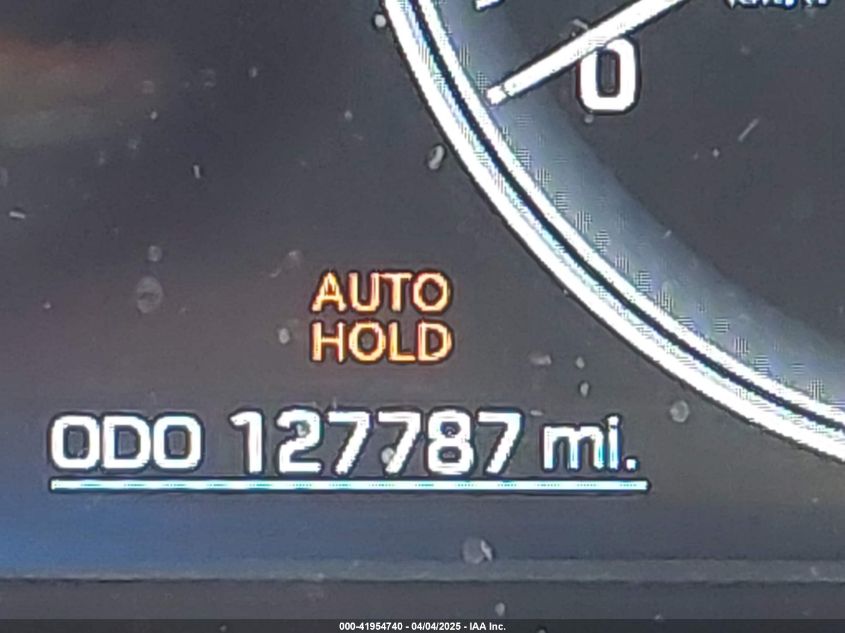 0
AUTO
HOLD
ODO 127787 mi.
000-41954740 - 04/04/2025 - IAA Inc.